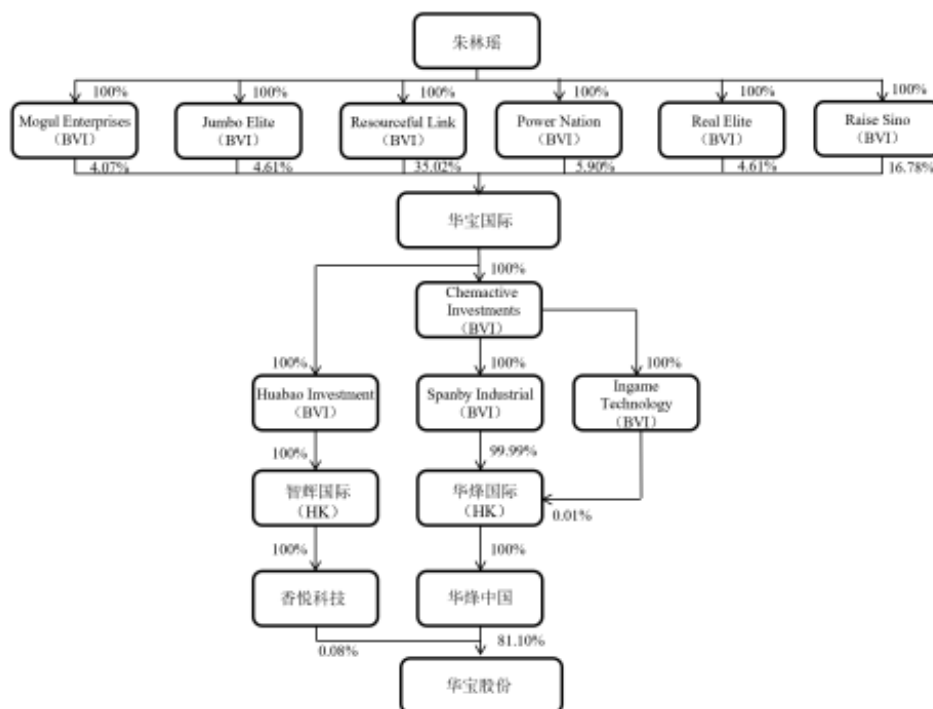 朱林瑶
100% 100% 100% 100% 100% 100%
Mogul Enterprises
（BVI）
Jumbo Elite
（BVI）
Resourceful Link
（BVI）
Power Nation
（BVI）
Real Elite
（BVI）
Raise Sino
（BVI）
4.07% 4.61% 35.02% 5.90% 4.61% 16.78%
华宝国际
100%
Chemactive
Investments
（BVI）
100% 100% 100%
Huabao Investment
（BVI）
Spanby Industrial
（BVI）
Ingame
Technology
（BVI）
100% 99.99%
智辉国际
（HK）
华烽国际
（HK）
0.01%
100% 100%
香悦科技
华烽中国
0.08% 81.10%
华宝股份